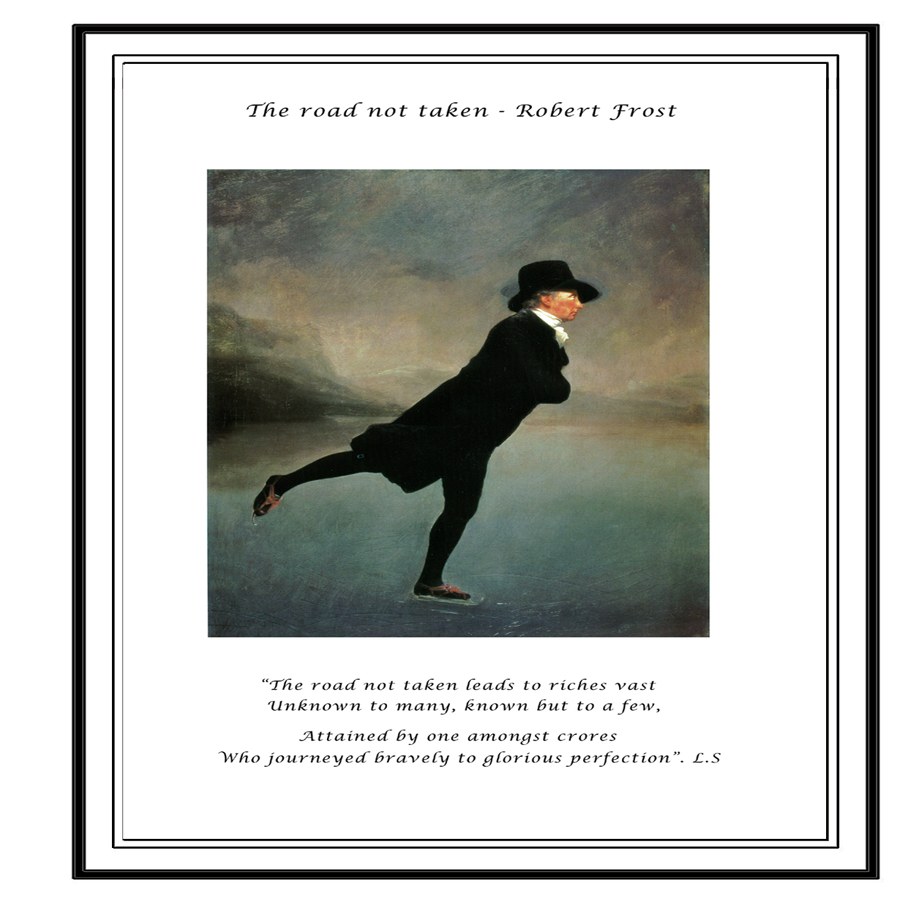 The road not taken - Robert Frost
“The road not taken leads to riches vast
Unknown to many, known but to a few,
Attained by one amongst crores
Who journeyed bravely to glorious perfection”. L.S